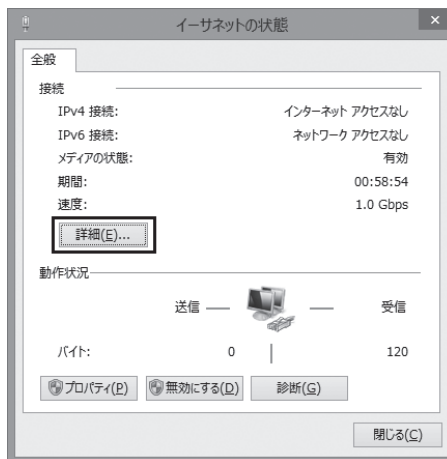 イーサネットの状態
全般
接続
IPv4 接続: インターネット アクセスなし
IPv6 接続: ネットワーク アクセスなし
メディアの状態: 有効
期間: 00:58:54
速度: 1.0 Gbps
詳細(E)...
動作状況
送信 受信
バイト: 0 120
プロパティ(P) 無効にする(D) 診断(G)
閉じる(C)